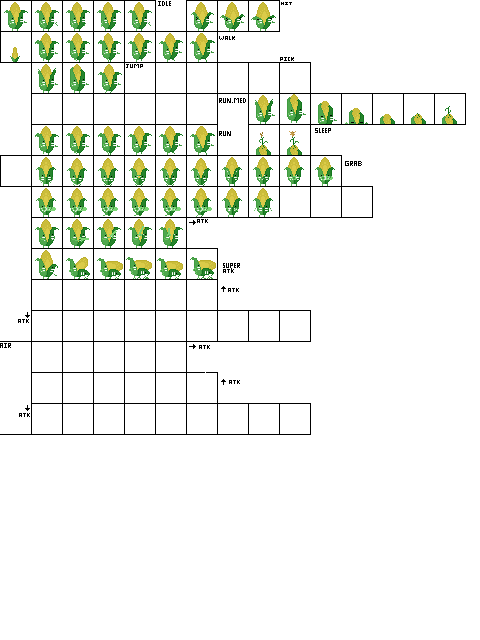 IDLE
HIT
WALK
PICK
JUMP
RUN.MED
RUN
SLEEP
GRAB
→ATK
SUPER
ATK
↑ ATK
↓
ATK
AIR
→ ATK
↑ ATK
↓
ATK